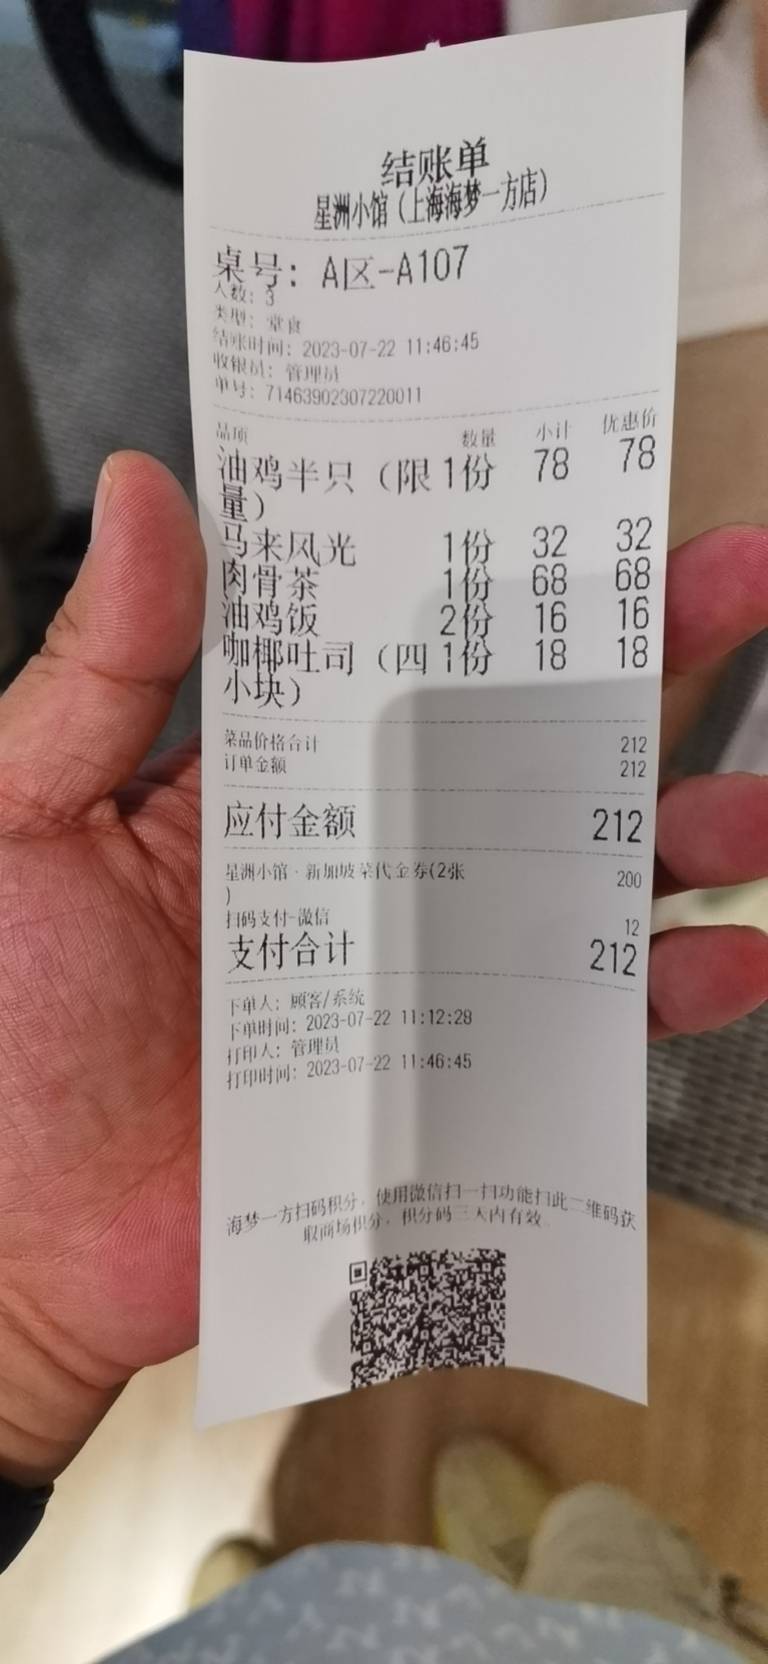 结账单
星洲小馆（上海海梦一方店）
桌号：A区-A107
人数：3
类型：堂食
结账时间：2023-07-22 11:46:45
收银员：管理员
单号：71463902307220011
品项 数量 小计 优惠价
油鸡半只（限 1份 78 78
量）
马来风光 1份 32 32
肉骨茶 1份 68 68
油鸡饭 2份 16 16
咖椰吐司（四 1份 18 18
小块）
菜品价格合计 212
订单金额 212
应付金额 212
星洲小馆·新加坡菜代金券(2张 200
)
扫码支付-微信 12
支付合计 212
下单人：顾客/系统
下单时间：2023-07-22 11:12:28
打印人：管理员
打印时间：2023-07-22 11:46:45
海梦一方扫码积分，使用微信扫一扫功能扫此二维码获
取商场积分，积分码三天内有效。